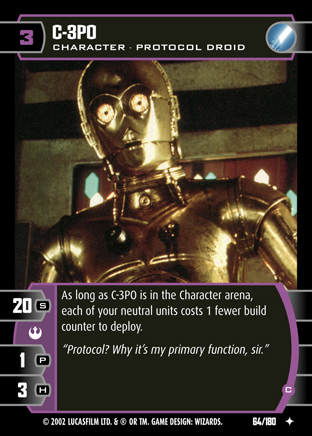 3 C-3PO
CHARACTER · PROTOCOL DROID
20 S
1 P
3 H
As long as C-3PO is in the Character arena,
each of your neutral units costs 1 fewer build
counter to deploy.
“Protocol? Why it's my primary function, sir.”
C
© 2002 LUCASFILM LTD. & ® OR TM. GAME DESIGN: WIZARDS. 64/180